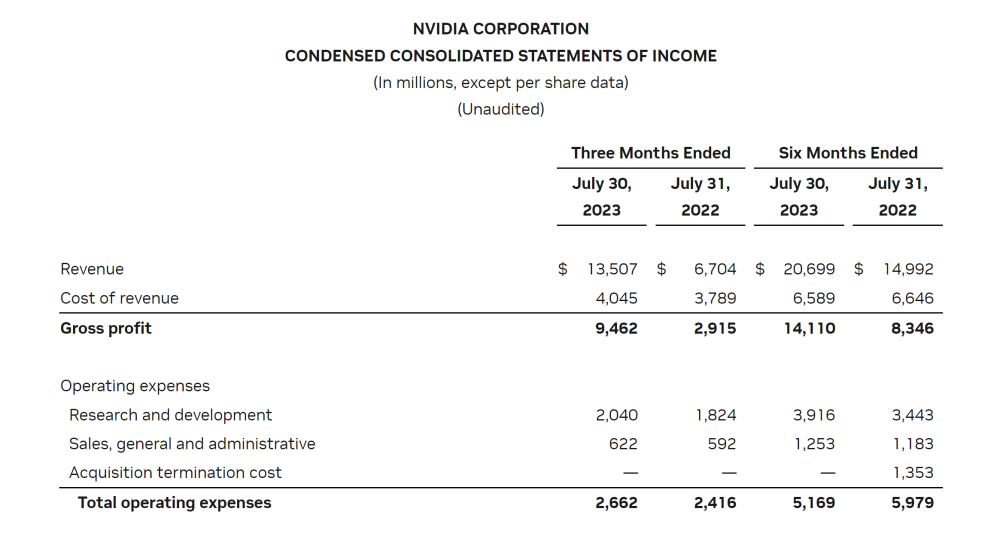 NVIDIA CORPORATION
CONDENSED CONSOLIDATED STATEMENTS OF INCOME
(In millions, except per share data)
(Unaudited)
Three Months Ended Six Months Ended
July 30, July 31, July 30, July 31,
2023 2022 2023 2022
Revenue $ 13,507 $ 6,704 $ 20,699 $ 14,992
Cost of revenue 4,045 3,789 6,589 6,646
Gross profit 9,462 2,915 14,110 8,346
Operating expenses
Research and development 2,040 1,824 3,916 3,443
Sales, general and administrative 622 592 1,253 1,183
Acquisition termination cost — — — 1,353
Total operating expenses 2,662 2,416 5,169 5,979